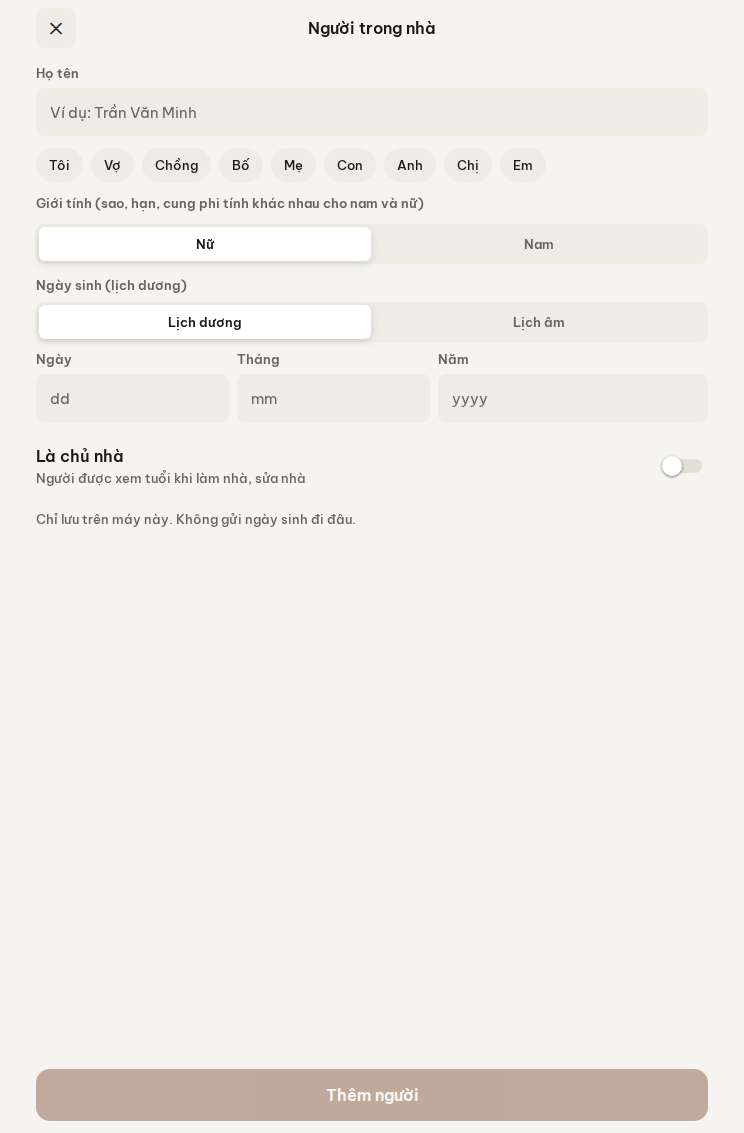 Người trong nhà
Họ tên
Ví dụ: Trần Văn Minh
Tôi Vợ Chồng Bố Mẹ Con Anh Chị Em
Giới tính (sao, hạn, cung phi tính khác nhau cho nam và nữ)
Nữ Nam
Ngày sinh (lịch dương)
Lịch dương Lịch âm
Ngày Tháng Năm
dd mm yyyy
Là chủ nhà
Người được xem tuổi khi làm nhà, sửa nhà
Chỉ lưu trên máy này. Không gửi ngày sinh đi đâu.
Thêm người